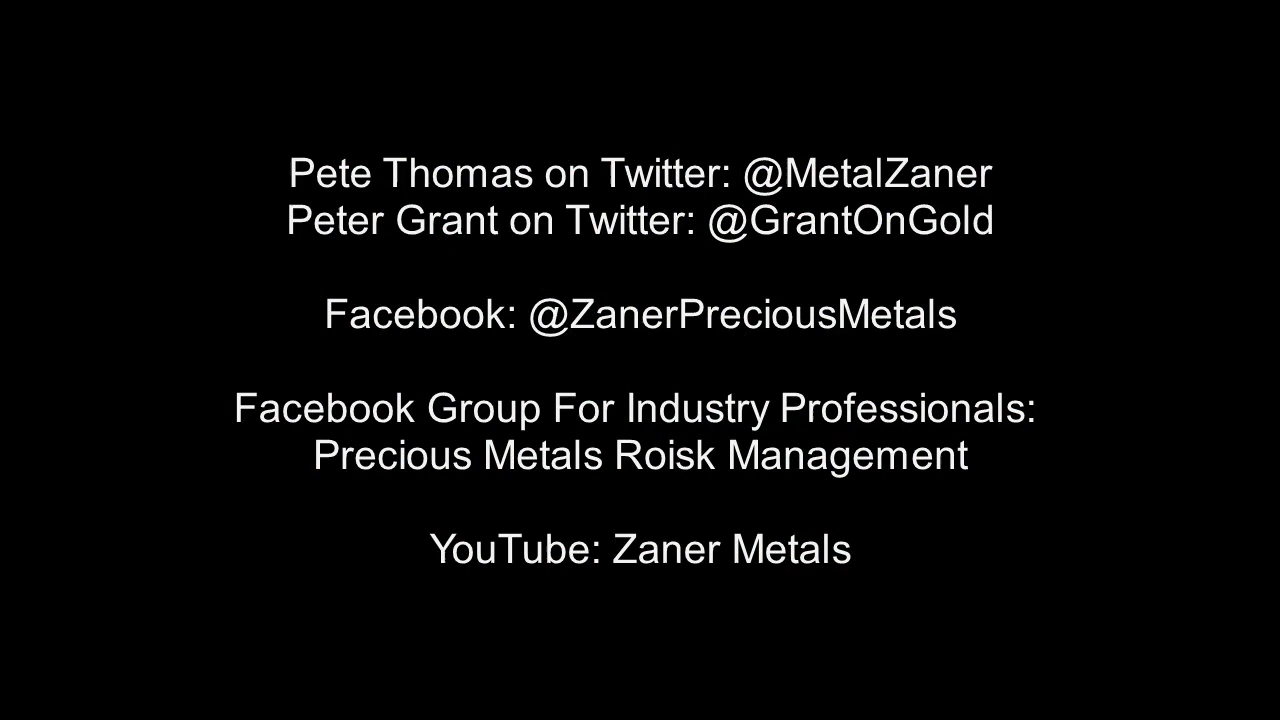 Pete Thomas on Twitter: @MetalZaner
Peter Grant on Twitter: @GrantOnGold
Facebook: @ZanerPreciousMetals
Facebook Group For Industry Professionals:
Precious Metals Roisk Management
YouTube: Zaner Metals